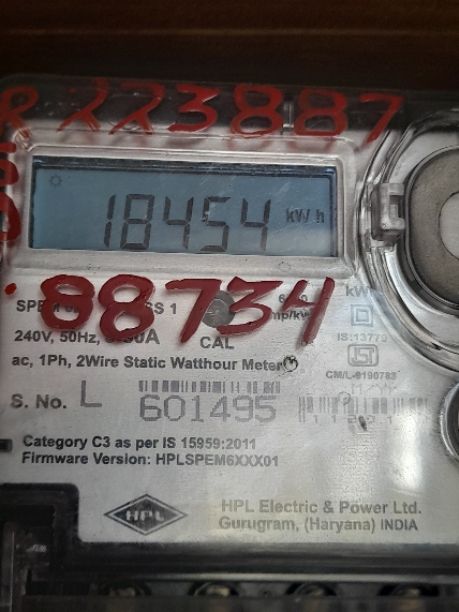 223887
18454 kWh
88734
240V, 50Hz,
CAL
IS:13779
ac, 1Ph, 2Wire Static Watthour Meter
CM/L-9190783
S. No. L 601495
Category C3 as per IS 15959:2011
Firmware Version: HPLSPEM6XXX01
HPL
HPL Electric & Power Ltd.
Gurugram, (Haryana) INDIA